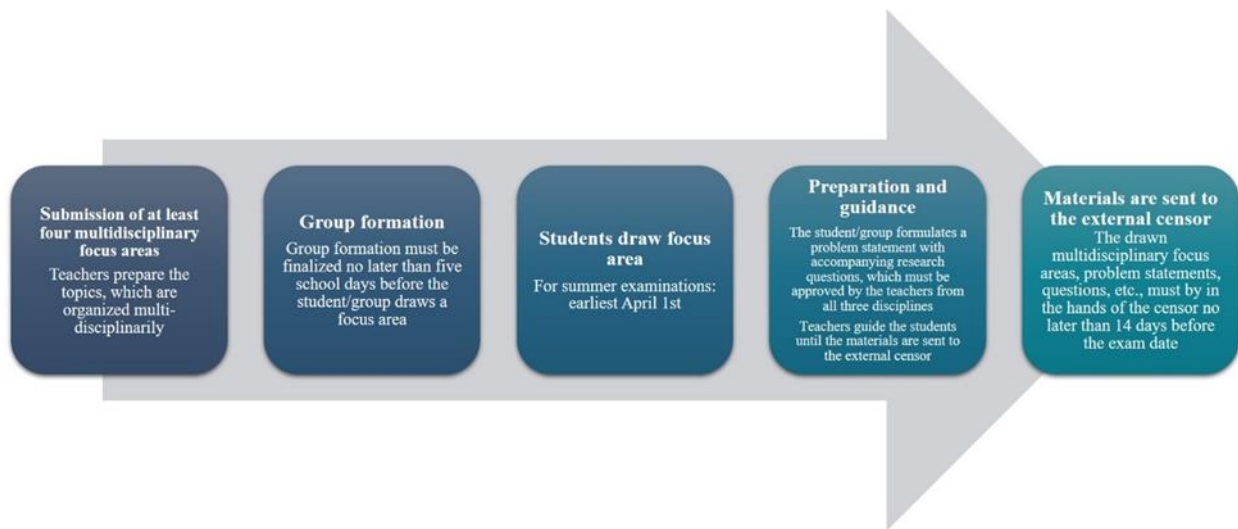 Submission of at least
four multidisciplinary
focus areas
Teachers prepare the
topics, which are
organized multi-
disciplinarily
Group formation
Group formation must be
finalized no later than five
school days before the
student/group draws a
focus area
Students draw focus
area
For summer examinations:
earliest April 1st
Preparation and
guidance
The student/group formulates a
problem statement with
accompanying research
questions, which must be
approved by the teachers from
all three disciplines
Teachers guide the students
until the materials are sent to
the external censor
Materials are sent to
the external censor
The drawn
multidisciplinary focus
areas, problem statements,
questions, etc., must by in
the hands of the censor no
later than 14 days before
the exam date